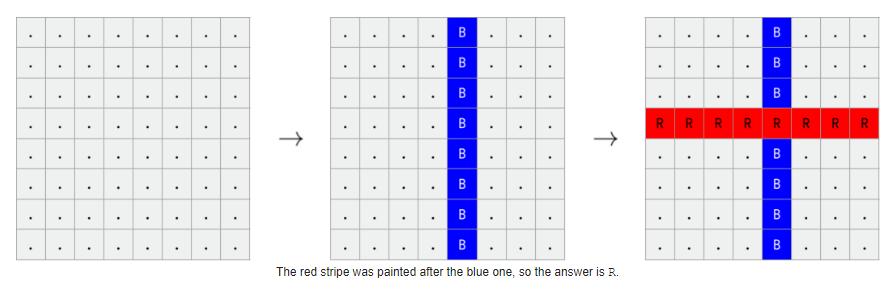 . . . . . . . .
. . . . . . . .
. . . . . . . .
. . . . . . . .
. . . . . . . .
. . . . . . . .
. . . . . . . .
. . . . . . . .
→
. . . . B . . .
. . . . B . . .
. . . . B . . .
. . . . B . . .
. . . . B . . .
. . . . B . . .
. . . . B . . .
. . . . B . . .
→
. . . . B . . .
. . . . B . . .
. . . . B . . .
R R R R R R R R
. . . . B . . .
. . . . B . . .
. . . . B . . .
. . . . B . . .
The red stripe was painted after the blue one, so the answer is R.